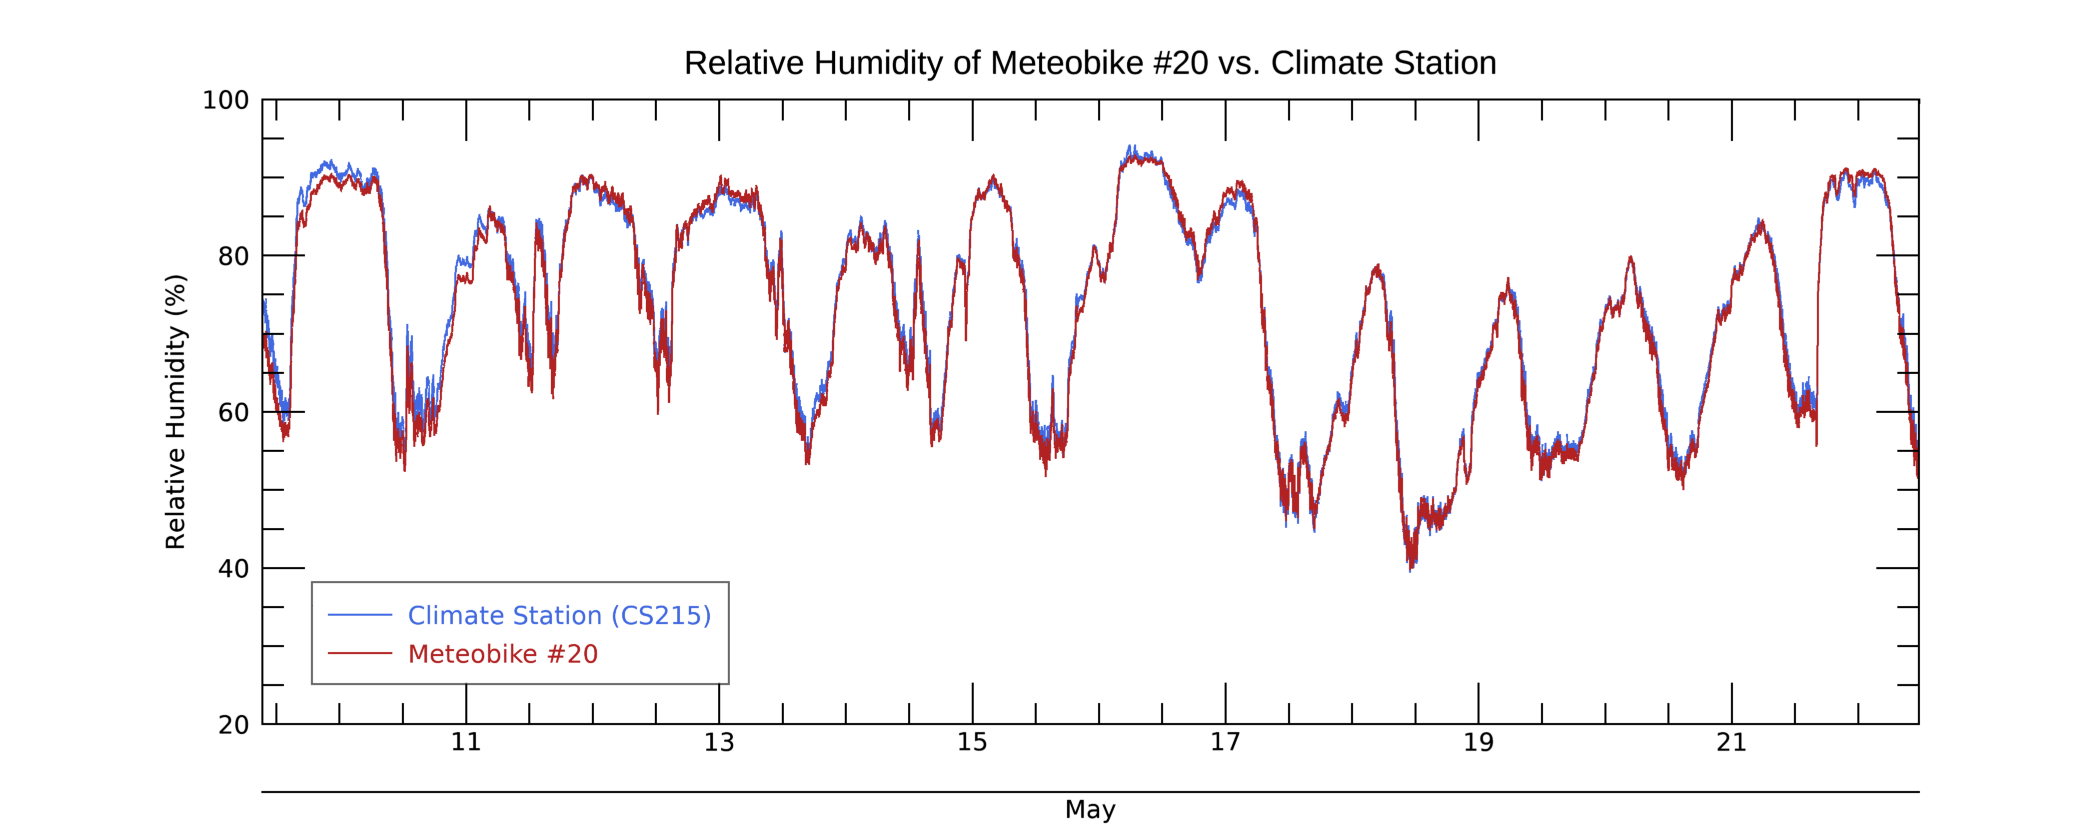 Relative Humidity of Meteobike #20 vs. Climate Station
Relative Humidity (%)
100
80
60
40
20
Climate Station (CS215)
Meteobike #20
11 13 15 17 19 21
May